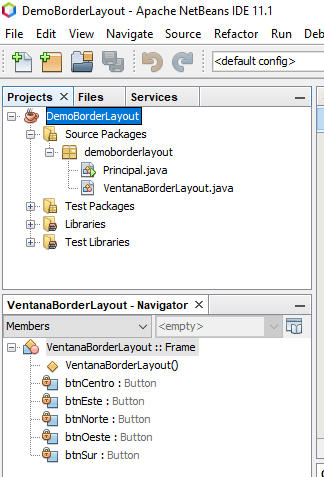 DemoBorderLayout - Apache NetBeans IDE 11.1
File Edit View Navigate Source Refactor Run Debug
<default config>
Projects Files Services
DemoBorderLayout
Source Packages
demoborderlayout
Principal.java
VentanaBorderLayout.java
Test Packages
Libraries
Test Libraries
VentanaBorderLayout - Navigator
Members <empty>
VentanaBorderLayout :: Frame
VentanaBorderLayout()
btnCentro : Button
btnEste : Button
btnNorte : Button
btnOeste : Button
btnSur : Button